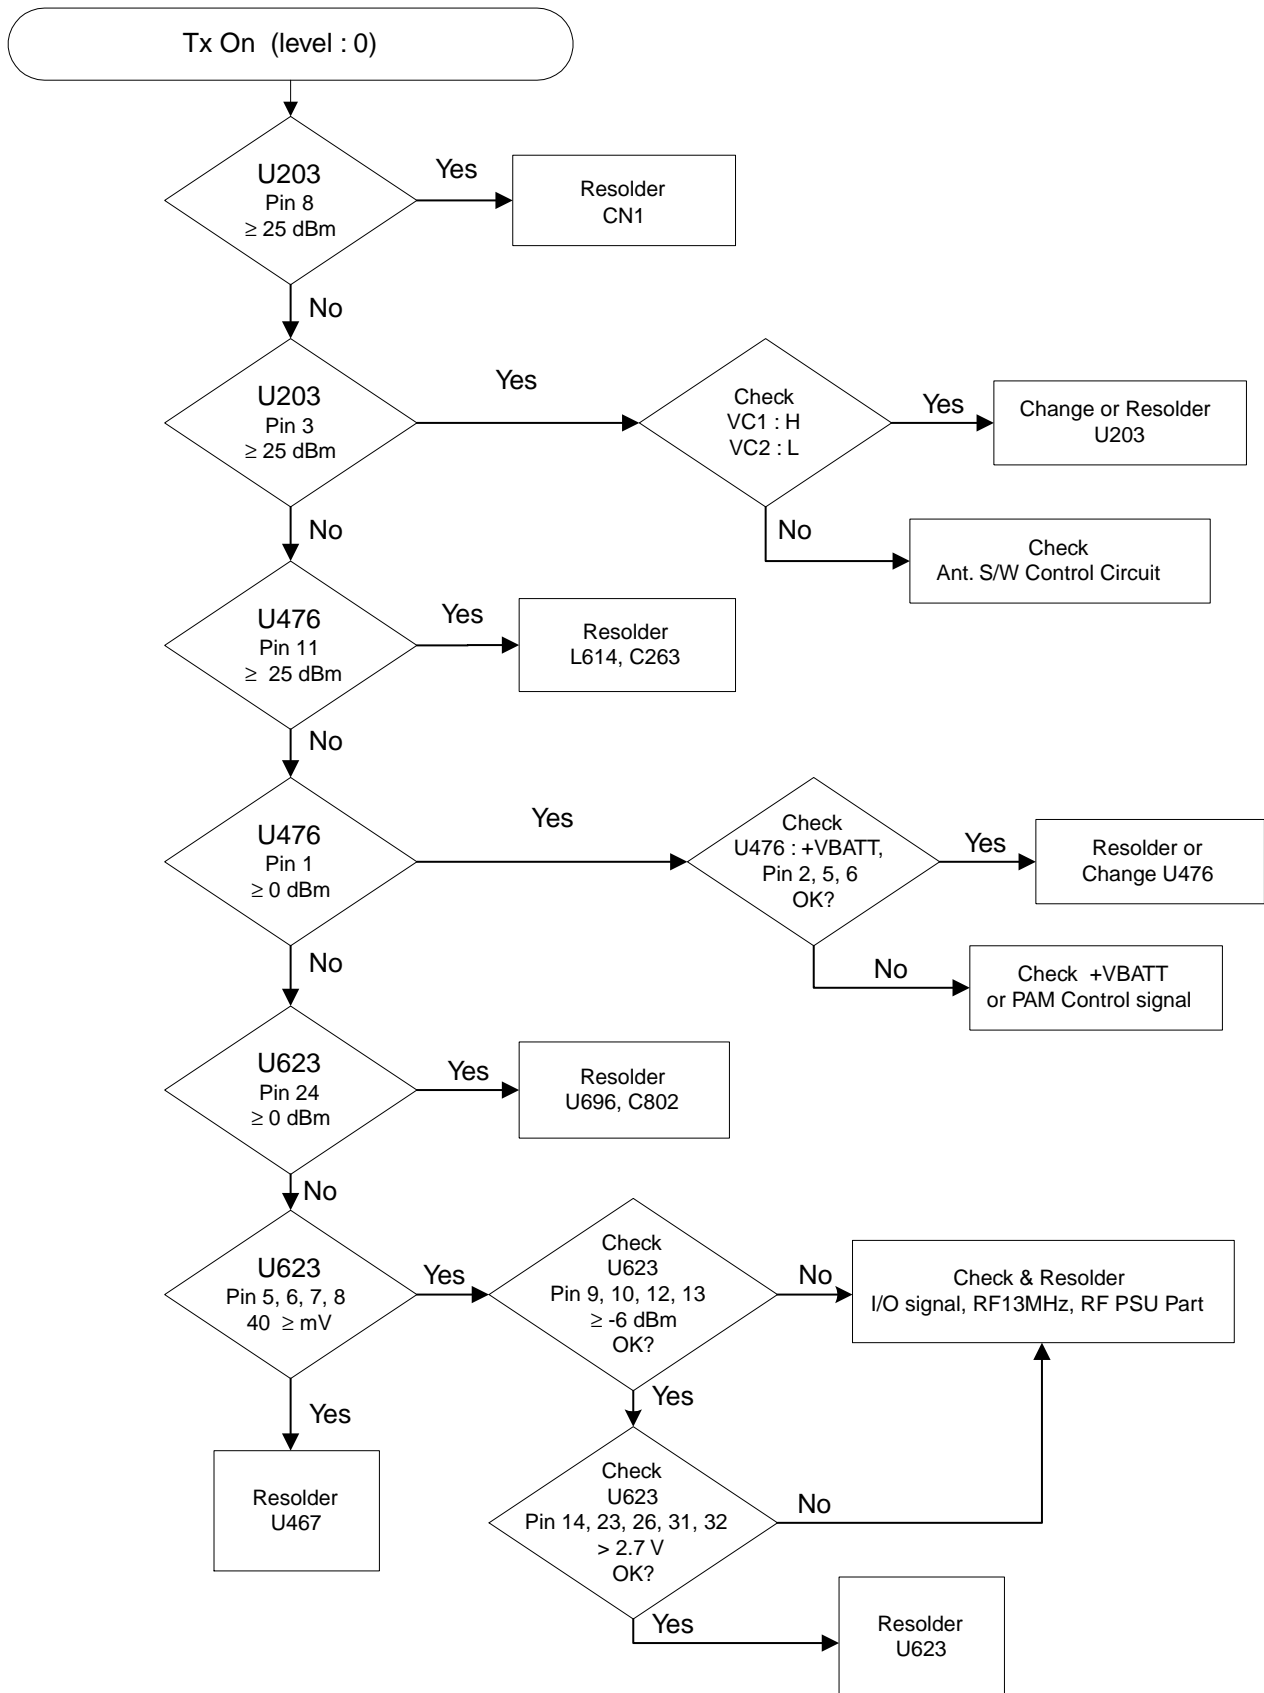 Tx On (level : 0)
U203
Pin 8
≥ 25 dBm
Yes
Resolder
CN1
No
U203
Pin 3
≥ 25 dBm
Yes
Check
VC1 : H
VC2 : L
Yes
Change or Resolder
U203
No
Check
Ant. S/W Control Circuit
No
U476
Pin 11
≥ 25 dBm
Yes
Resolder
L614, C263
No
U476
Pin 1
≥ 0 dBm
Yes
Check
U476 : +VBATT,
Pin 2, 5, 6
OK?
Yes
Resolder or
Change U476
No
Check +VBATT
or PAM Control signal
No
U623
Pin 24
≥ 0 dBm
Yes
Resolder
U696, C802
No
U623
Pin 5, 6, 7, 8
40 ≥ mV
Yes
Check
U623
Pin 9, 10, 12, 13
≥ -6 dBm
OK?
No
Check & Resolder
I/O signal, RF13MHz, RF PSU Part
Yes
Resolder
U467
Yes
Check
U623
Pin 14, 23, 26, 31, 32
> 2.7 V
OK?
No
Yes
Resolder
U623